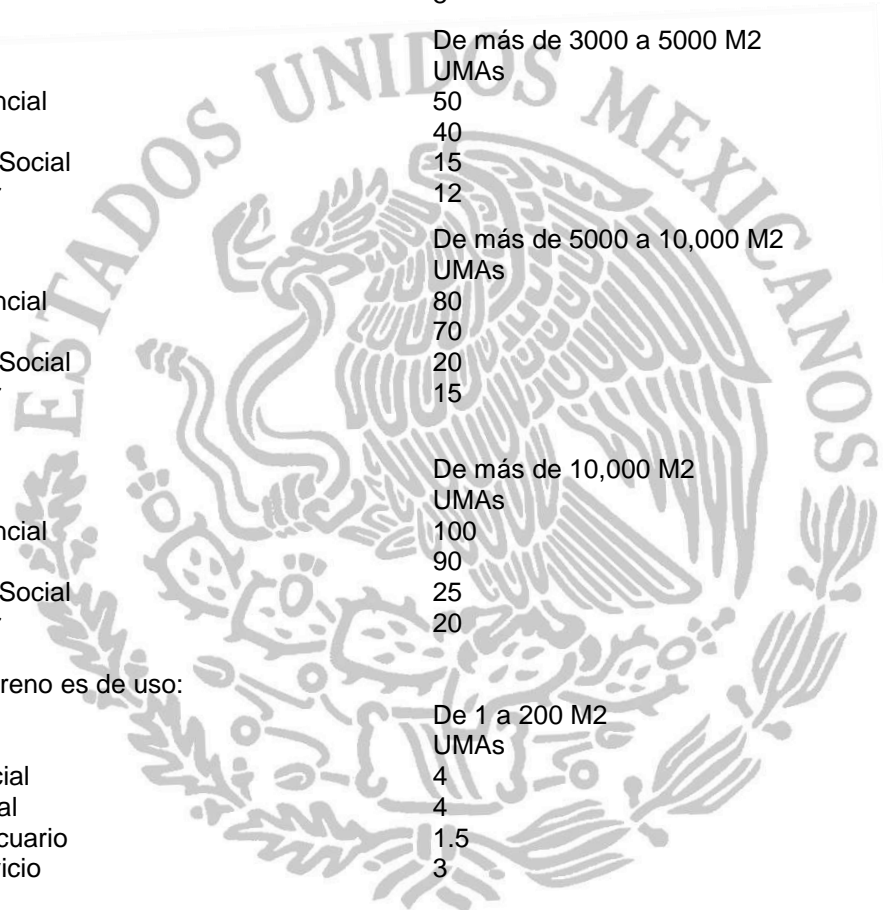 De más de 3000 a 5000 M2
UMAs
ncial 50
40
Social 15
12
De más de 5000 a 10,000 M2
UMAs
ncial 80
70
Social 20
15
De más de 10,000 M2
UMAs
ncial 100
90
Social 25
20
reno es de uso:
De 1 a 200 M2
UMAs
cial 4
al 4
cuario 1.5
icio 3
ESTADOS UNIDOS MEXICANOS